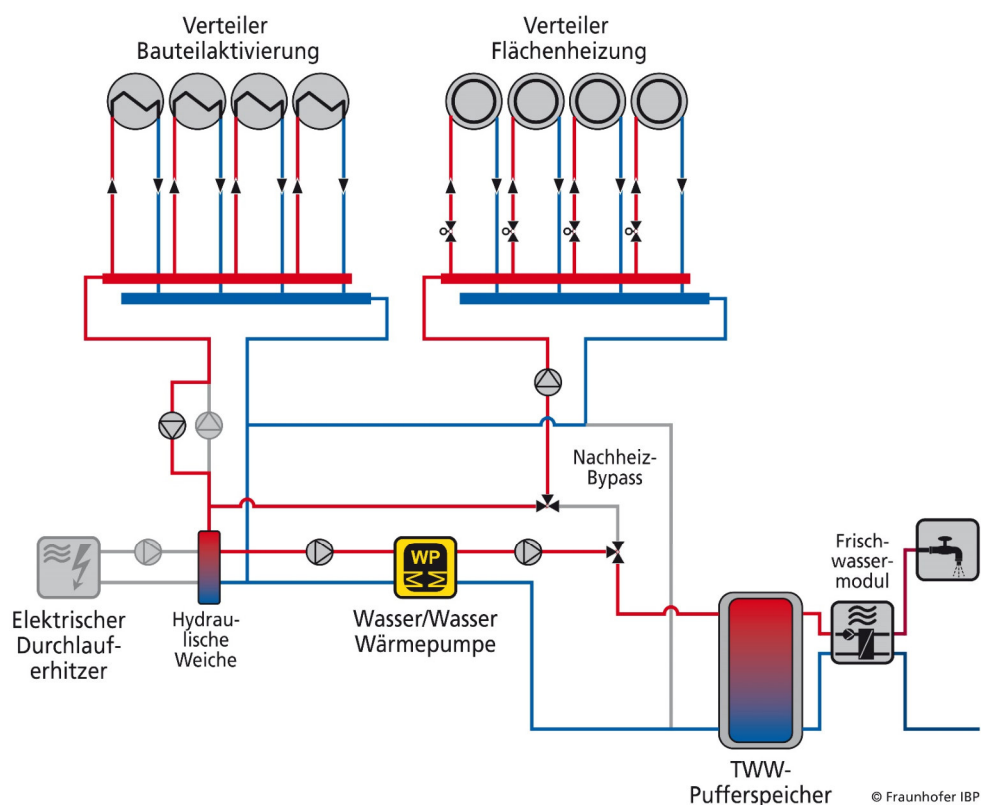 Verteiler
Bauteilaktivierung
Verteiler
Flächenheizung
Nachheiz-
Bypass
WP
Frisch-
wasser-
modul
Elektrischer
Durchlauf-
erhitzer
Hydrau-
lische
Weiche
Wasser/Wasser
Wärmepumpe
TWW-
Pufferspeicher
© Fraunhofer IBP